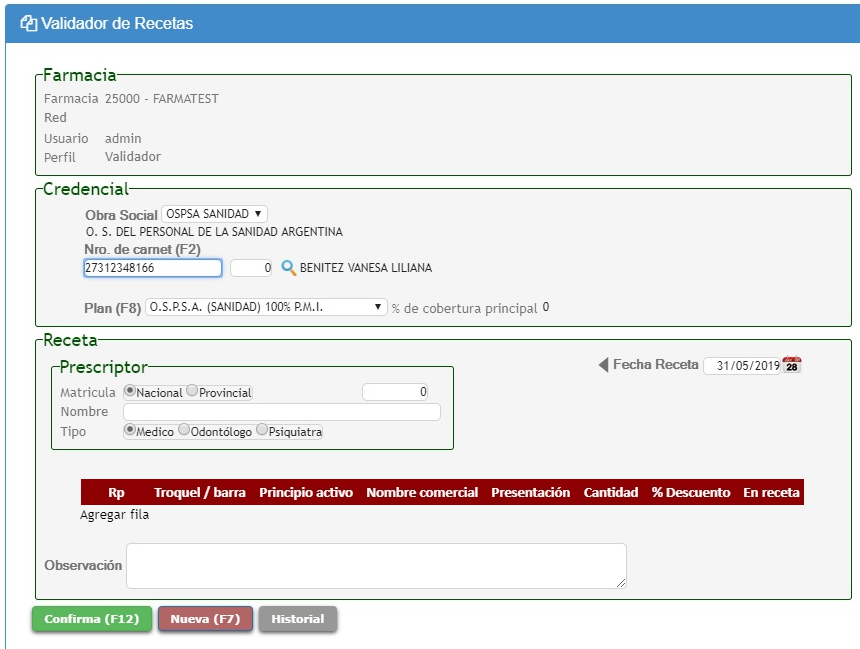 Validador de Recetas
Farmacia
Farmacia 25000 - FARMATEST
Red
Usuario admin
Perfil Validador
Credencial
Obra Social OSPSA SANIDAD
O. S. DEL PERSONAL DE LA SANIDAD ARGENTINA
Nro. de carnet (F2)
27312348166 0 BENITEZ VANESA LILIANA
Plan (F8) O.S.P.S.A. (SANIDAD) 100% P.M.I. % de cobertura principal 0
Receta
Prescriptor
Fecha Receta 31/05/2019 28
Matricula Nacional Provincial 0
Nombre
Tipo Medico Odontólogo Psiquiatra
Rp Troquel / barra Principio activo Nombre comercial Presentación Cantidad % Descuento En receta
Agregar fila
Observación
Confirma (F12) Nueva (F7) Historial